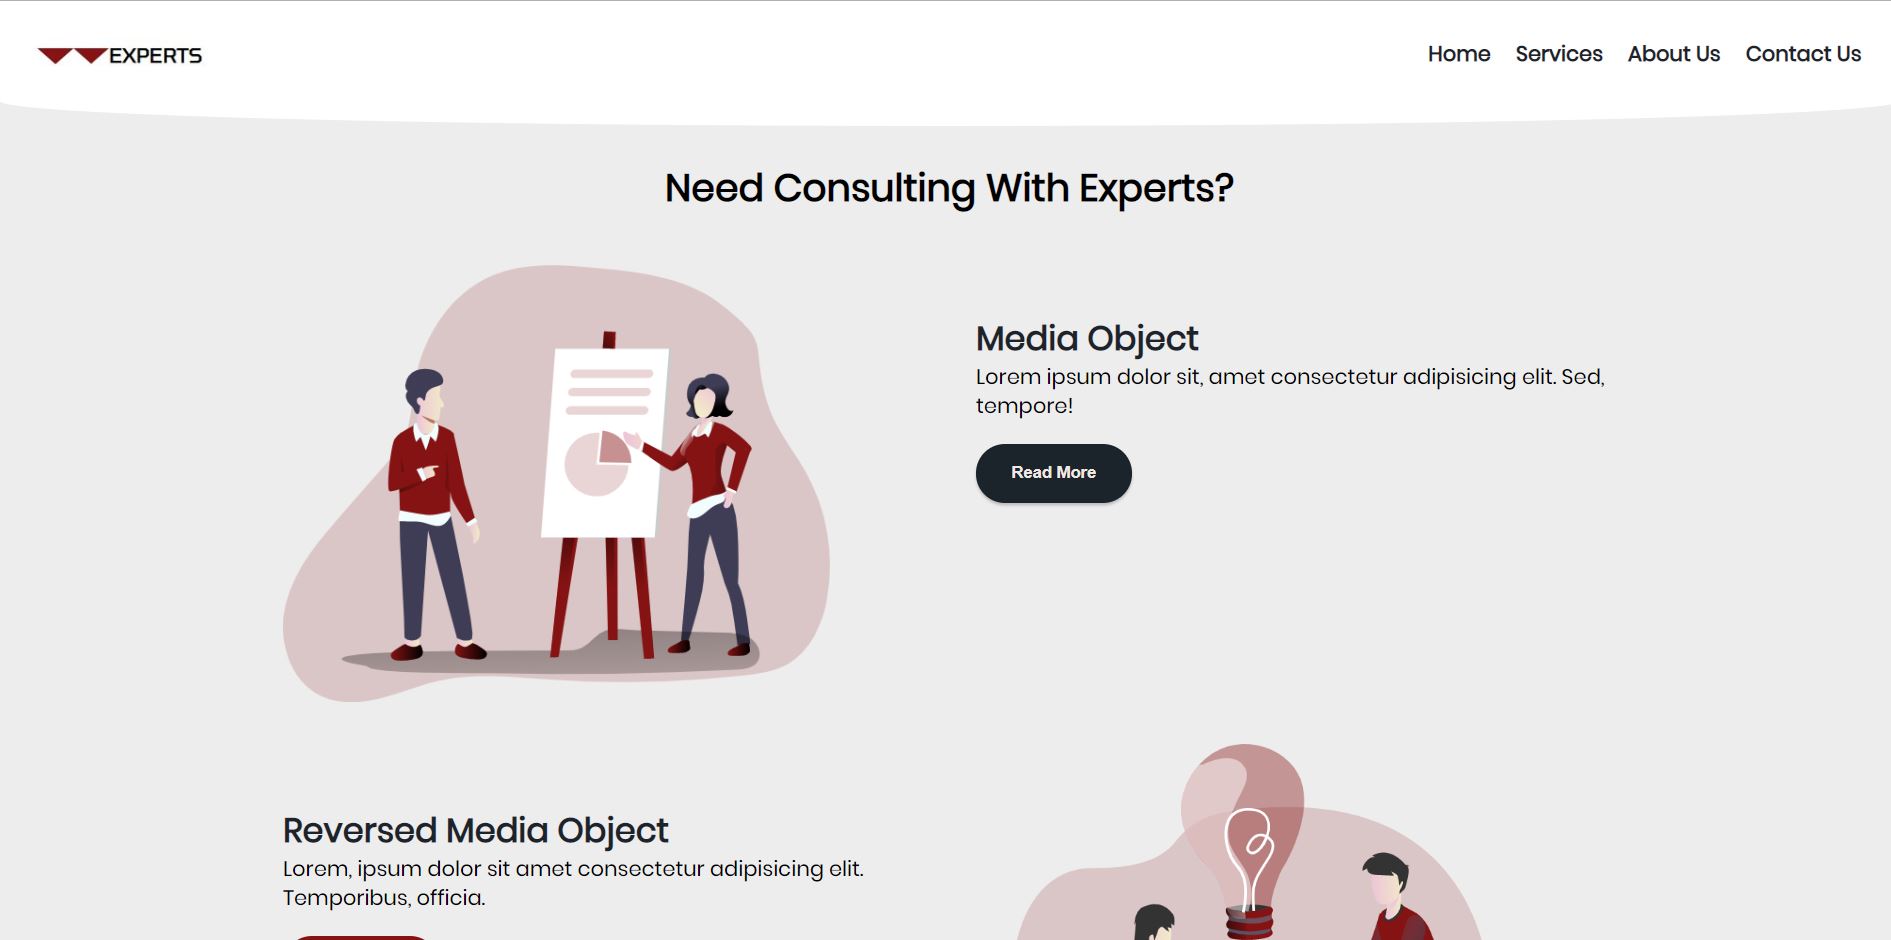 EXPERTS
Home Services About Us Contact Us
Need Consulting With Experts?
Media Object
Lorem ipsum dolor sit, amet consectetur adipisicing elit. Sed,
tempore!
Read More
Reversed Media Object
Lorem, ipsum dolor sit amet consectetur adipisicing elit.
Temporibus, officia.